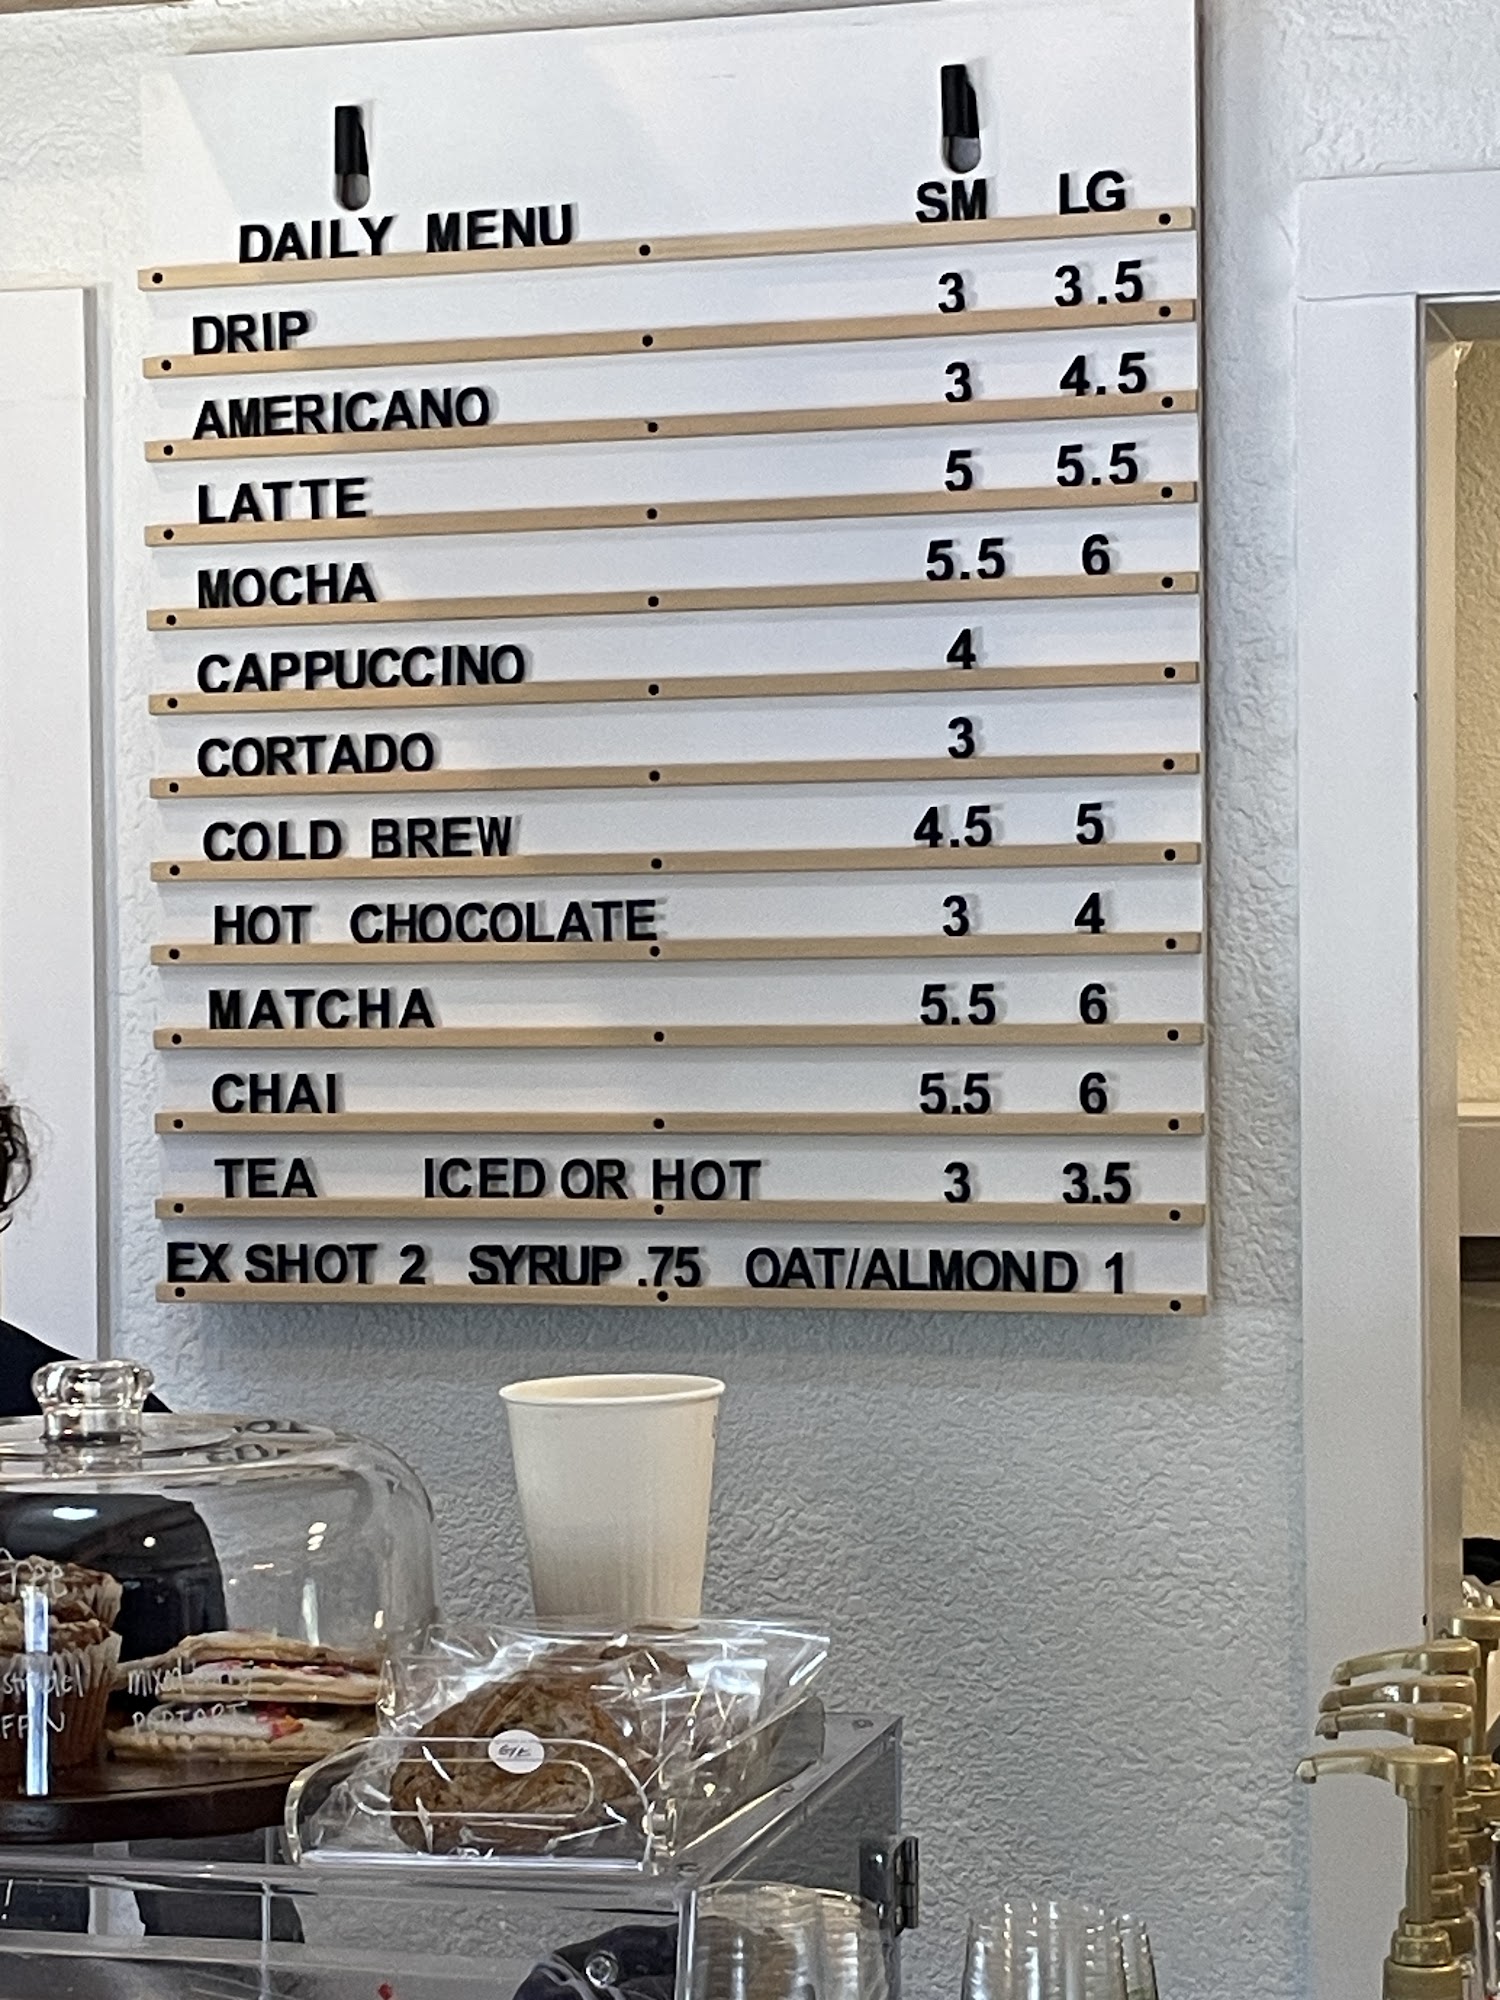 DAILY MENU SM LG
DRIP 3 3.5
AMERICANO 3 4.5
LATTE 5 5.5
MOCHA 5.5 6
CAPPUCCINO 4
CORTADO 3
COLD BREW 4.5 5
HOT CHOCOLATE 3 4
MATCHA 5.5 6
CHAI 5.5 6
TEA ICED OR HOT 3 3.5
EX SHOT 2 SYRUP .75 OAT/ALMOND 1
mixed
POPTART